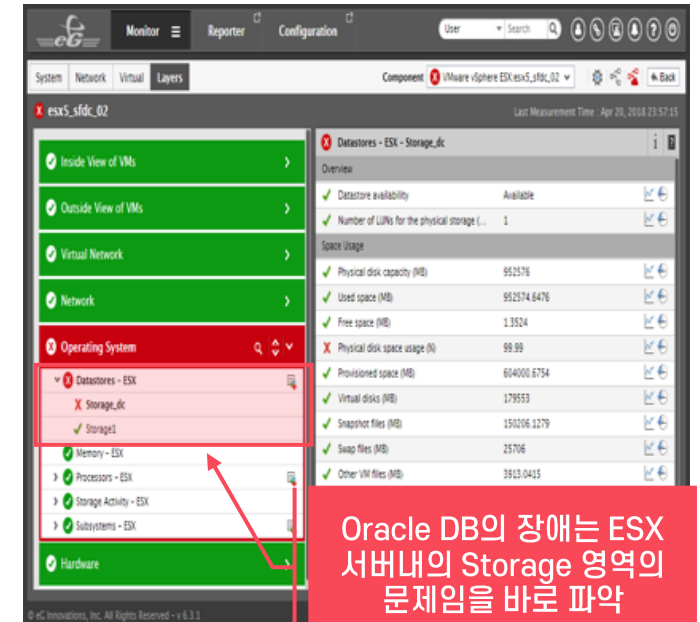 eG
Monitor
Reporter
Configuration
User
Search
System
Network
Virtual
Layers
Component
VMware vSphere ESX:esx5_sfdc_02
Back
esx5_sfdc_02
Last Measurement Time : Apr 20, 2018 23:57:15
Inside View of VMs
Outside View of VMs
Virtual Network
Network
Operating System
Datastores - ESX
Storage_dc
Storage1
Memory - ESX
Processors - ESX
Storage Activity - ESX
Subsystems - ESX
Hardware
Datastores - ESX - Storage_dc
Overview
Datastore availability Available
Number of LUNs for the physical storage (... 1
Space Usage
Physical disk capacity (MB) 952576
Used space (MB) 952574.6476
Free space (MB) 1.3524
Physical disk space usage (%) 99.99
Provisioned space (MB) 604000.6754
Virtual disks (MB) 179553
Snapshot files (MB) 150206.1279
Swap files (MB) 25706
Other VM files (MB) 3913.0415
Oracle DB의 장애는 ESX
서버내의 Storage 영역의
문제임을 바로 파악
© eG Innovations, Inc. All Rights Reserved - v 6.3.1